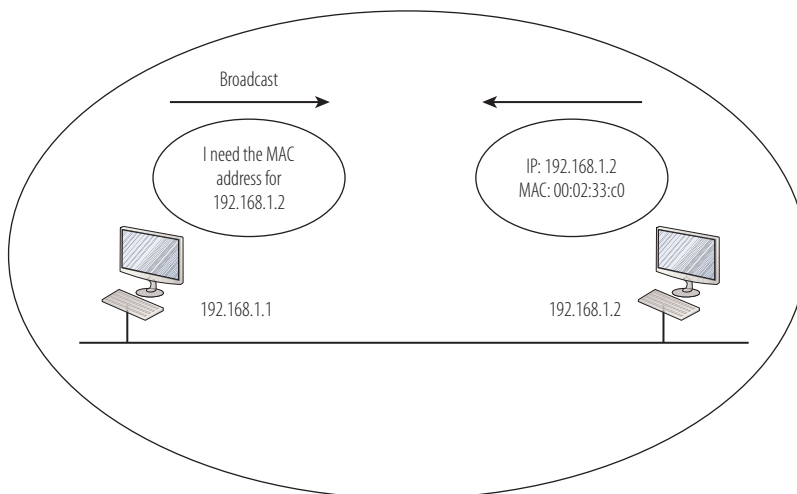 Broadcast
I need the MAC
address for
192.168.1.2
IP: 192.168.1.2
MAC: 00:02:33:c0
192.168.1.1
192.168.1.2